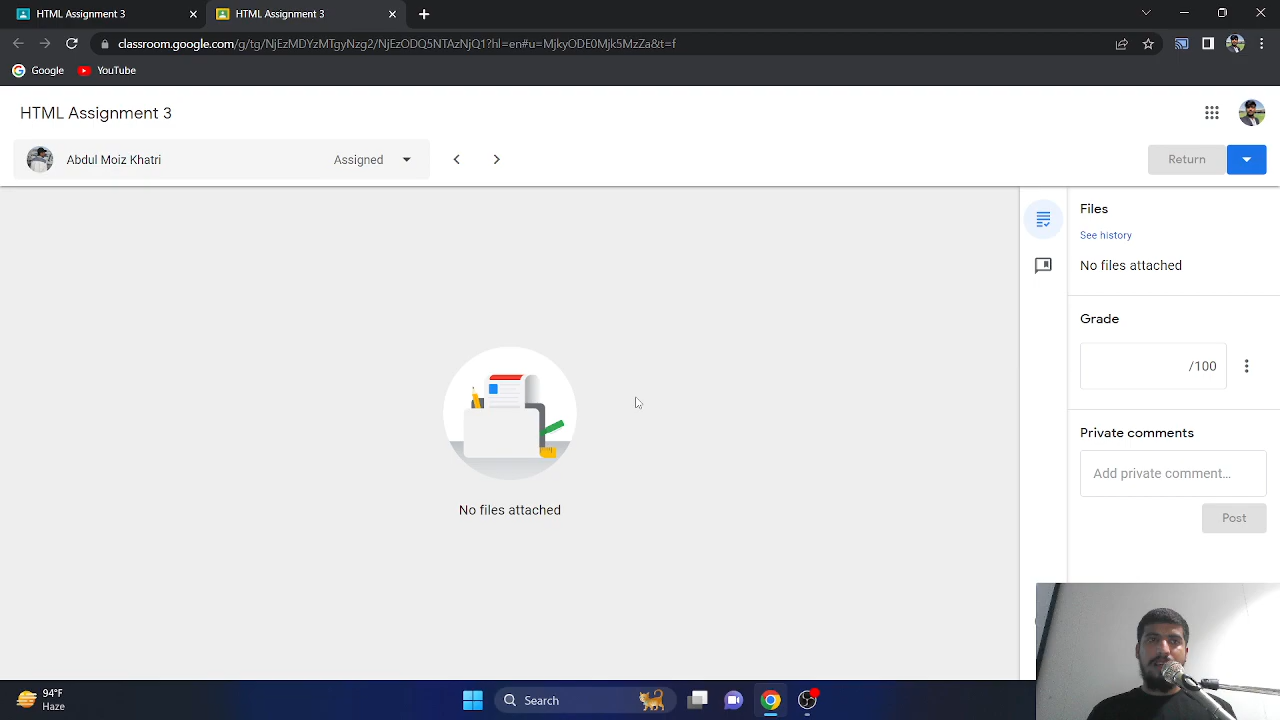 HTML Assignment 3
HTML Assignment 3
classroom.google.com/g/tg/NjEzMDYzMTgyNzg2/NjEzODQ5NTAzNjQ1?hl=en#u=MjkyODE0Mjk5MzZa&t=f
Google
YouTube
HTML Assignment 3
Abdul Moiz Khatri
Assigned
Return
Files
See history
No files attached
Grade
/100
Private comments
Add private comment...
Post
No files attached
94°F
Haze
Search